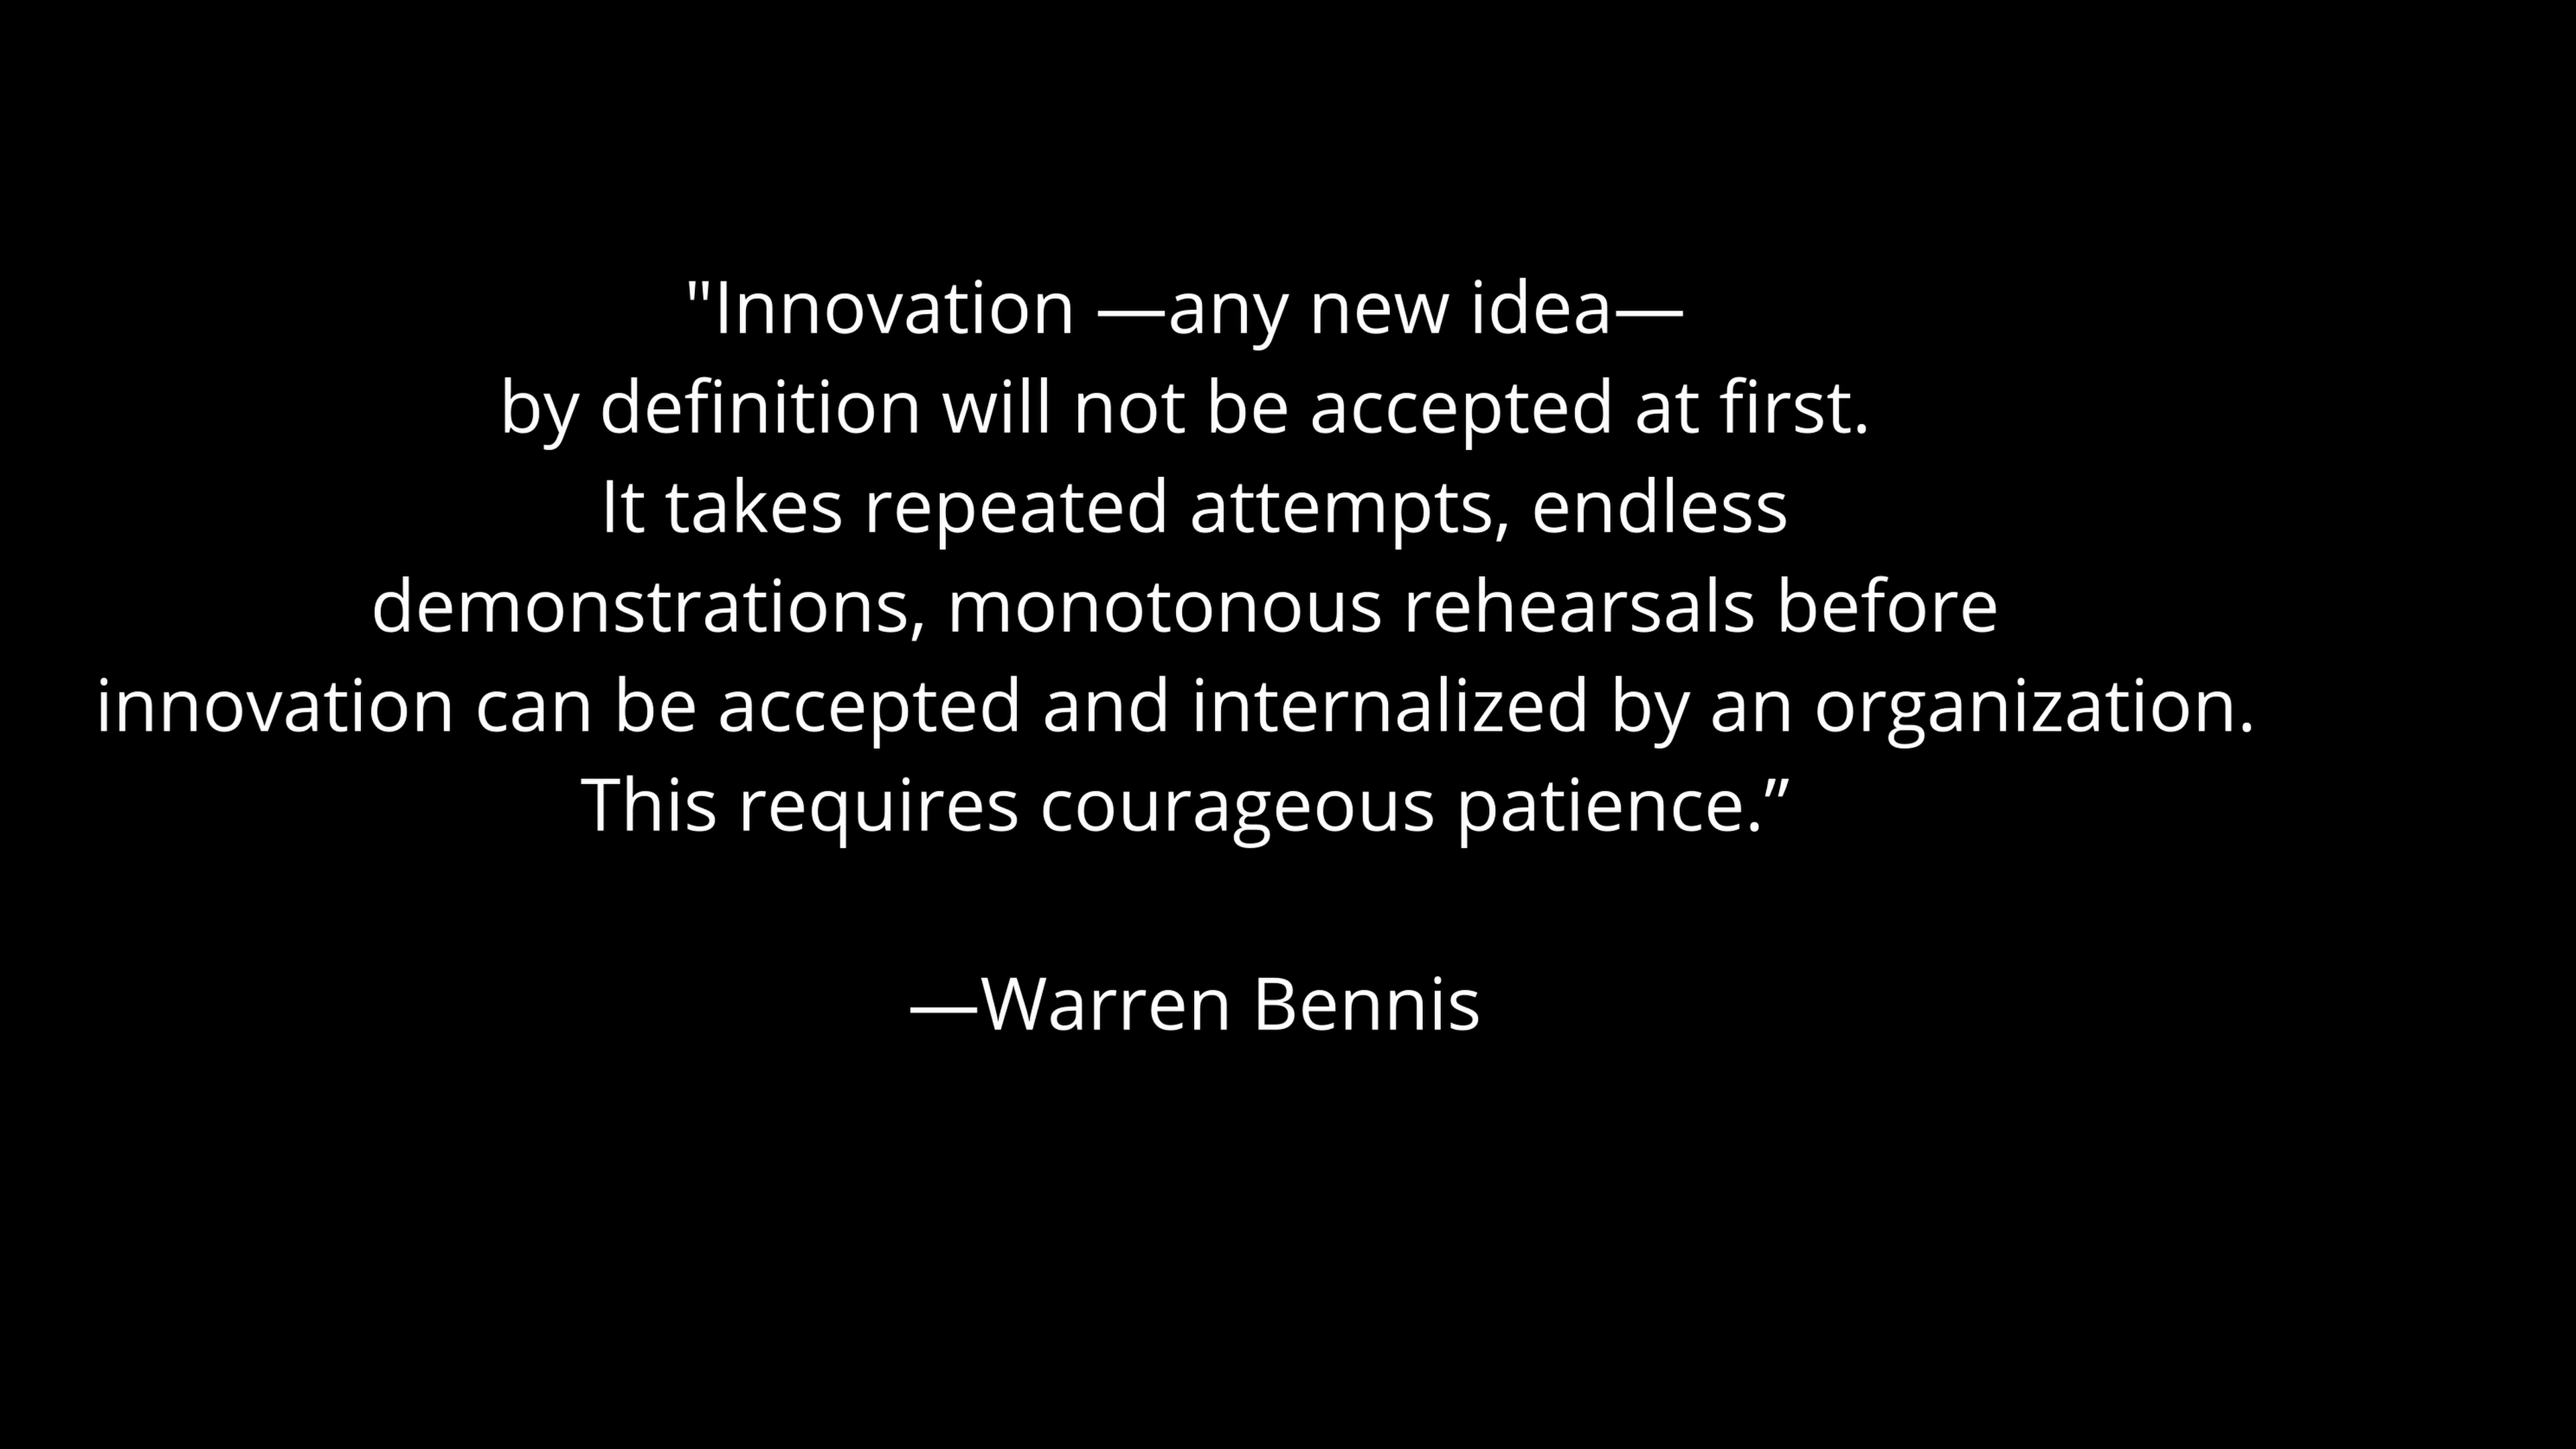 "Innovation —any new idea—
by definition will not be accepted at first.
It takes repeated attempts, endless
demonstrations, monotonous rehearsals before
innovation can be accepted and internalized by an organization.
This requires courageous patience.”
—Warren Bennis